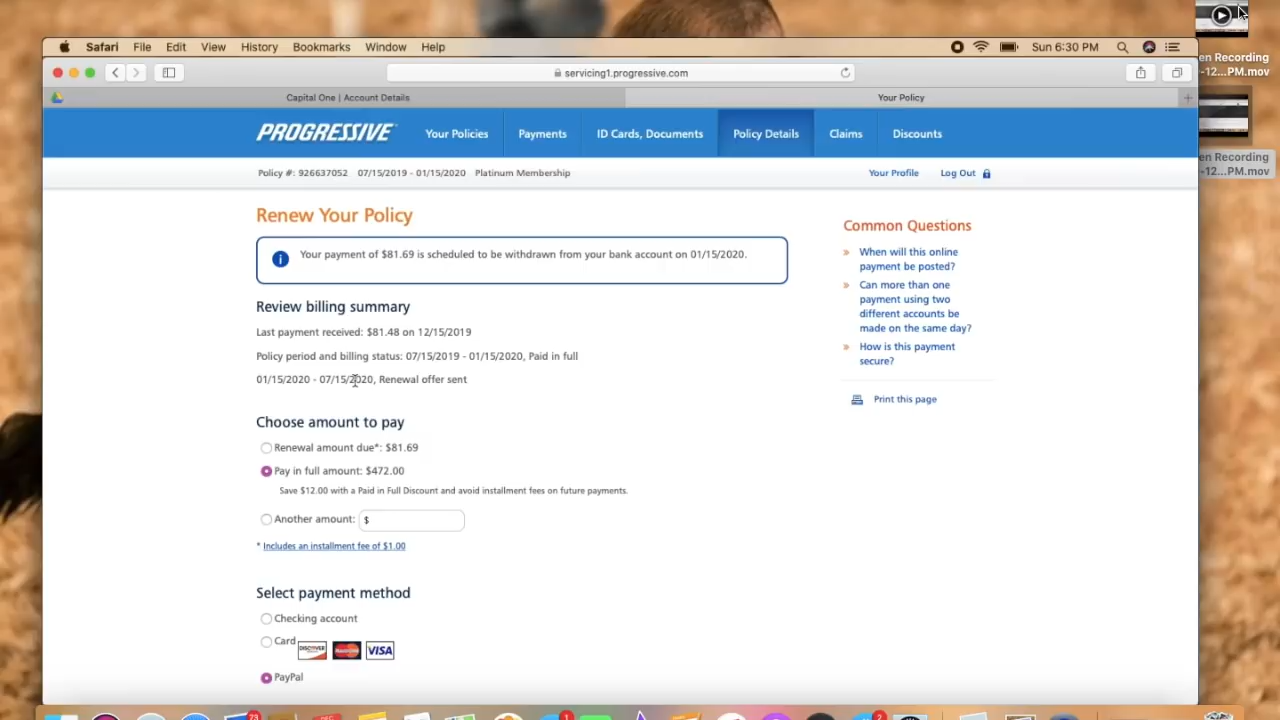 Safari File Edit View History Bookmarks Window Help Sun 6:30 PM
en Recording
-12...PM.mov
servicing1.progressive.com
Capital One | Account Details Your Policy
PROGRESSIVE Your Policies Payments ID Cards, Documents Policy Details Claims Discounts
en Recording
-12...PM.mov
Policy #: 926637052 07/15/2019 - 01/15/2020 Platinum Membership Your Profile Log Out
Renew Your Policy
Your payment of $81.69 is scheduled to be withdrawn from your bank account on 01/15/2020.
Review billing summary
Last payment received: $81.48 on 12/15/2019
Policy period and billing status: 07/15/2019 - 01/15/2020, Paid in full
01/15/2020 - 07/15/2020, Renewal offer sent
Choose amount to pay
Renewal amount due*: $81.69
Pay in full amount: $472.00
Save $12.00 with a Paid in Full Discount and avoid installment fees on future payments.
Another amount: $
* Includes an installment fee of $1.00
Select payment method
Checking account
Card DISCOVER MasterCard VISA
PayPal
Common Questions
When will this online
payment be posted?
Can more than one
payment using two
different accounts be
made on the same day?
How is this payment
secure?
Print this page
73
DEC
1
2